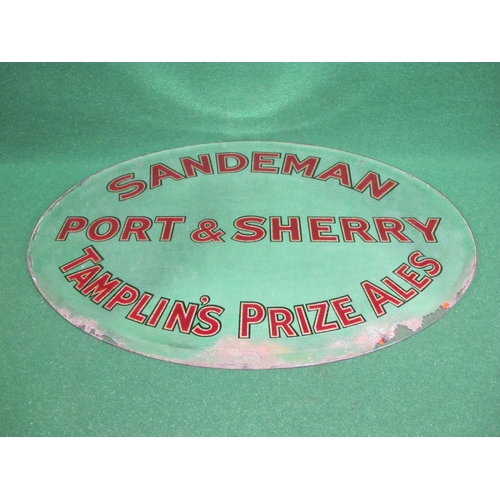 SANDEMAN
PORT & SHERRY
TAMPLIN'S PRIZE ALES